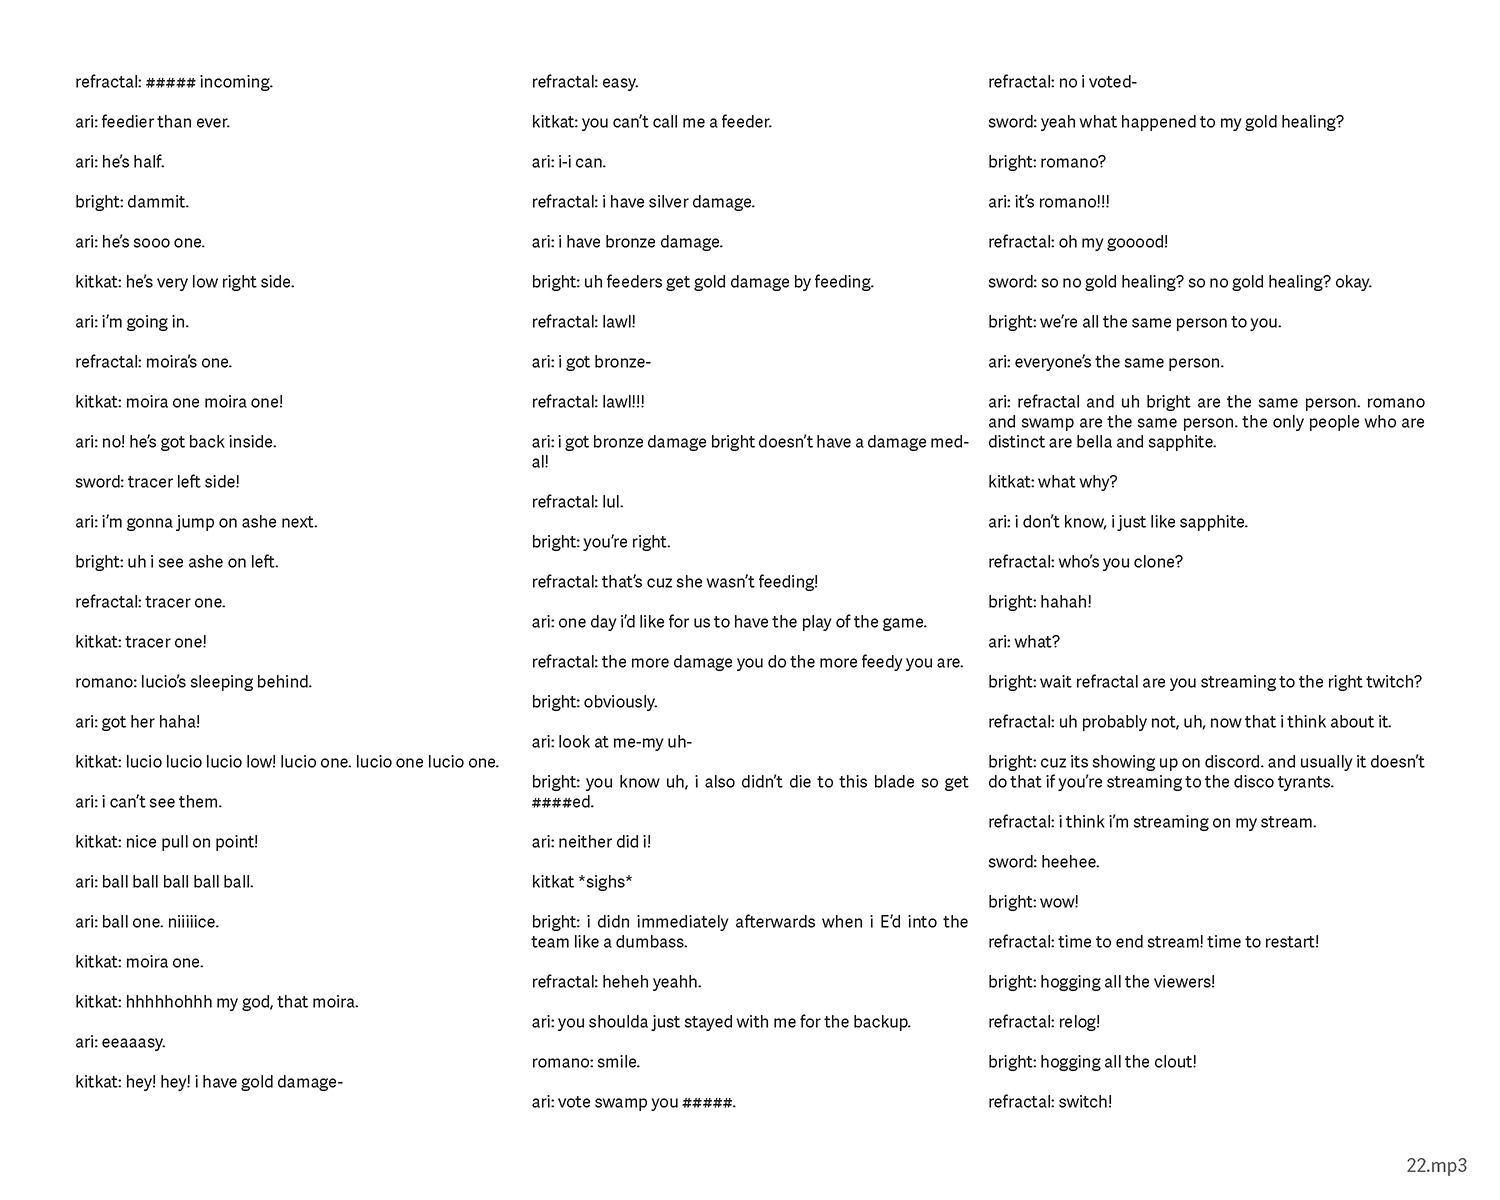 refractal: ##### incoming.
ari: feedier than ever.
ari: he's half.
bright: dammit.
ari: he's sooo one.
kitkat: he's very low right side.
ari: i'm going in.
refractal: moira's one.
kitkat: moira one moira one!
ari: no! he's got back inside.
sword: tracer left side!
ari: i'm gonna jump on ashe next.
bright: uh i see ashe on left.
refractal: tracer one.
kitkat: tracer one!
romano: lucio's sleeping behind.
ari: got her haha!
kitkat: lucio lucio lucio low! lucio one. lucio one lucio one.
ari: i can't see them.
kitkat: nice pull on point!
ari: ball ball ball ball ball.
ari: ball one. niiiiice.
kitkat: moira one.
kitkat: hhhhhohhh my god, that moira.
ari: eeaaasy.
kitkat: hey! hey! i have gold damage-
refractal: easy.
kitkat: you can't call me a feeder.
ari: i-i can.
refractal: i have silver damage.
ari: i have bronze damage.
bright: uh feeders get gold damage by feeding.
refractal: lawl!
ari: i got bronze-
refractal: lawl!!!
ari: i got bronze damage bright doesn't have a damage med-
al!
refractal: lul.
bright: you're right.
refractal: that's cuz she wasn't feeding!
ari: one day i'd like for us to have the play of the game.
refractal: the more damage you do the more feedy you are.
bright: obviously.
ari: look at me-my uh-
bright: you know uh, i also didn't die to this blade so get
####ed.
ari: neither did i!
kitkat *sighs*
bright: i didn immediately afterwards when i E'd into the
team like a dumbass.
refractal: heheh yeahh.
ari: you shoulda just stayed with me for the backup.
romano: smile.
ari: vote swamp you #####.
refractal: no i voted-
sword: yeah what happened to my gold healing?
bright: romano?
ari: it's romano!!!
refractal: oh my gooood!
sword: so no gold healing? so no gold healing? okay.
bright: we're all the same person to you.
ari: everyone's the same person.
ari: refractal and uh bright are the same person. romano
and swamp are the same person. the only people who are
distinct are bella and sapphite.
kitkat: what why?
ari: i don't know, i just like sapphite.
refractal: who's you clone?
bright: hahah!
ari: what?
bright: wait refractal are you streaming to the right twitch?
refractal: uh probably not, uh, now that i think about it.
bright: cuz its showing up on discord. and usually it doesn't
do that if you're streaming to the disco tyrants.
refractal: i think i'm streaming on my stream.
sword: heehee.
bright: wow!
refractal: time to end stream! time to restart!
bright: hogging all the viewers!
refractal: relog!
bright: hogging all the clout!
refractal: switch!
22.mp3